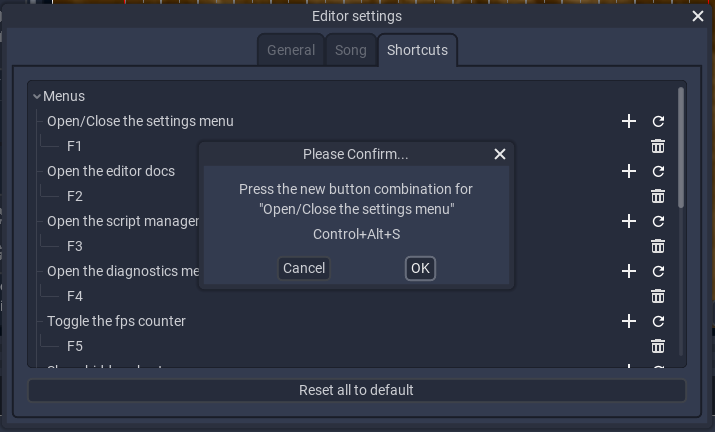 Editor settings
General Song Shortcuts
Menus
Open/Close the settings menu
F1
Open the editor docs
F2
Open the script manager
F3
Open the diagnostics me
F4
Toggle the fps counter
F5
Please Confirm...
Press the new button combination for
"Open/Close the settings menu"
Control+Alt+S
Cancel OK
Reset all to default